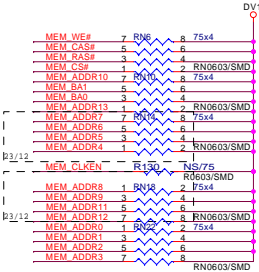 DV1
MEM_WE# 7 RN6 8 75x4
MEM_CAS# 5 6
MEM_RAS# 3 4
MEM_CS# 1 2 RN0603/SMD
MEM_ADDR10 7 RN10 8 75x4
MEM_BA1 5 6
MEM_BA0 3 4
MEM_ADDR13 1 2 RN0603/SMD
MEM_ADDR7 7 RN14 8 75x4
MEM_ADDR6 5 6
MEM_ADDR5 3 4
MEM_ADDR4 1 2 RN0603/SMD
23/12
MEM_CLKEN R130 NS/75
R0603/SMD
MEM_ADDR8 1 RN18 2 75x4
MEM_ADDR9 3 4
MEM_ADDR11 5 6
23/12 MEM_ADDR12 7 8 RN0603/SMD
MEM_ADDR0 1 RN22 2 75x4
MEM_ADDR1 3 4
MEM_ADDR2 5 6
MEM_ADDR3 7 8
RN0603/SMD